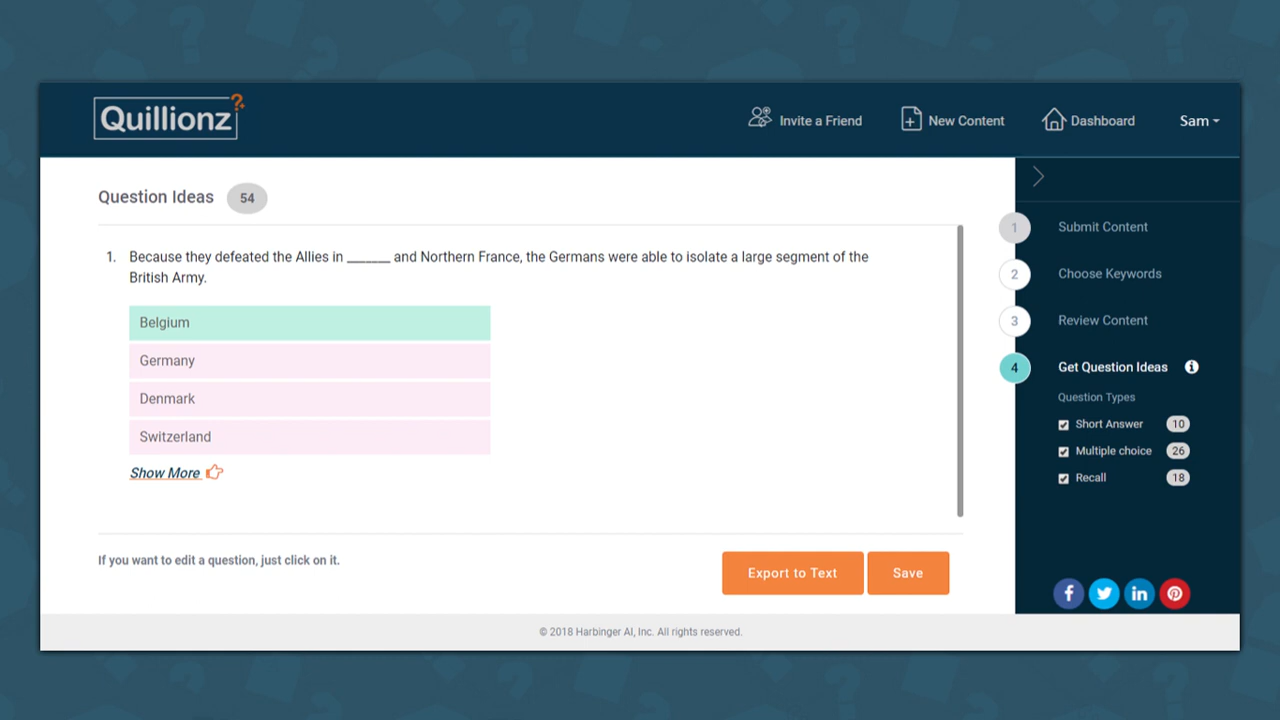 Quillionz
Invite a Friend
New Content
Dashboard
Sam
Question Ideas 54
1. Because they defeated the Allies in ______ and Northern France, the Germans were able to isolate a large segment of the
British Army.
Belgium
Germany
Denmark
Switzerland
Show More
If you want to edit a question, just click on it.
Export to Text
Save
1 Submit Content
2 Choose Keywords
3 Review Content
4 Get Question Ideas
Question Types
Short Answer 10
Multiple choice 26
Recall 18
© 2018 Harbinger AI, Inc. All rights reserved.